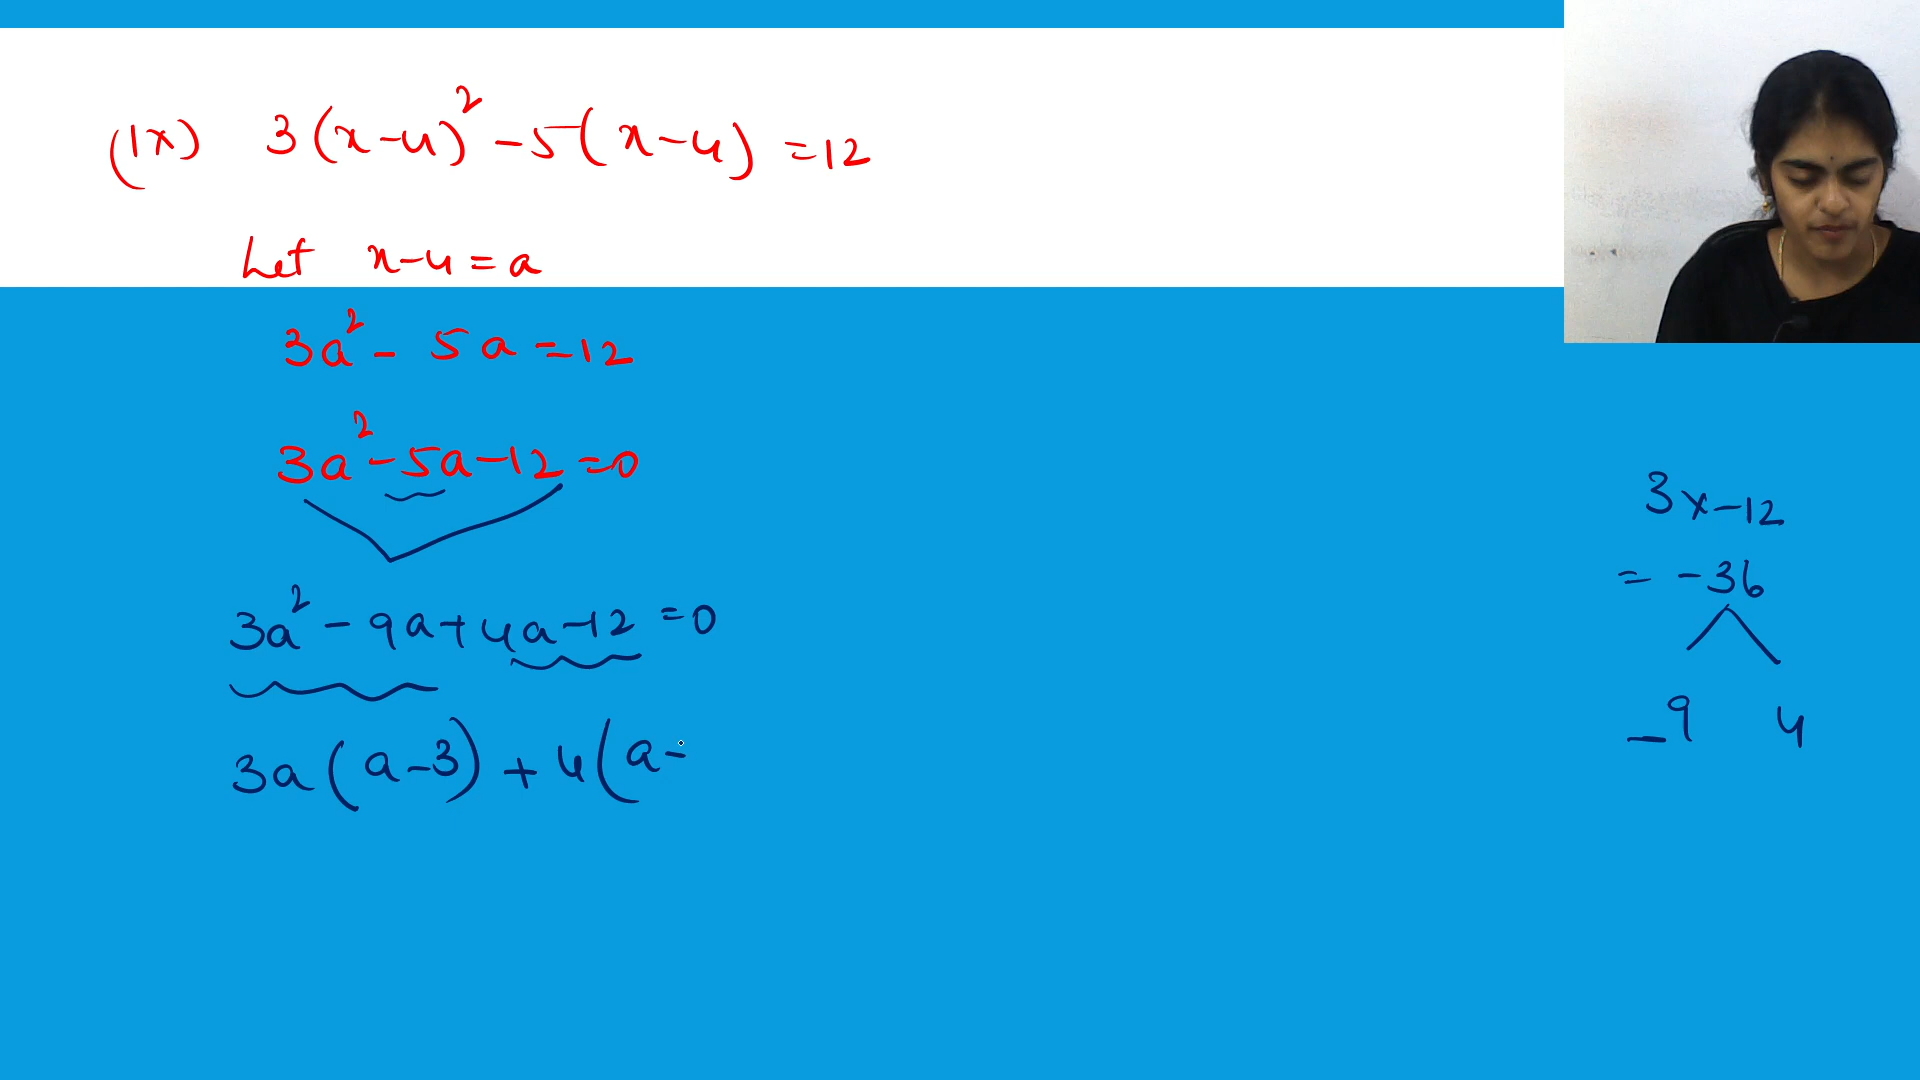 (ix) 3(x-4)² -5(x-4) =12
Let x-4=a
3a² - 5a =12
3a²-5a-12=0
3a²-9a+4a-12=0
3a(a-3)+4(a-
3x-12
= -36
-9 4